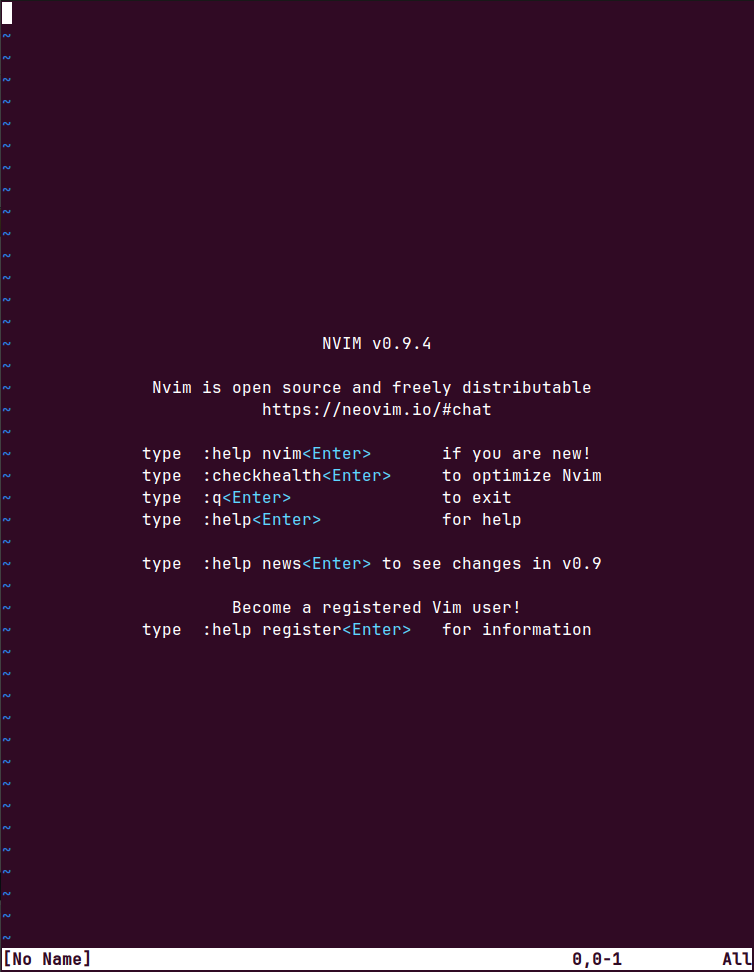 ~
~
~
~
~
~
~
~
~
~
~
~
~
~
~ NVIM v0.9.4
~
~ Nvim is open source and freely distributable
~ https://neovim.io/#chat
~
~ type  :help nvim<Enter>       if you are new!
~ type  :checkhealth<Enter>     to optimize Nvim
~ type  :q<Enter>               to exit
~ type  :help<Enter>            for help
~
~ type  :help news<Enter> to see changes in v0.9
~
~ Become a registered Vim user!
~ type  :help register<Enter>   for information
~
~
~
~
~
~
~
~
~
~
~
~
~
~
[No Name] 0,0-1 All